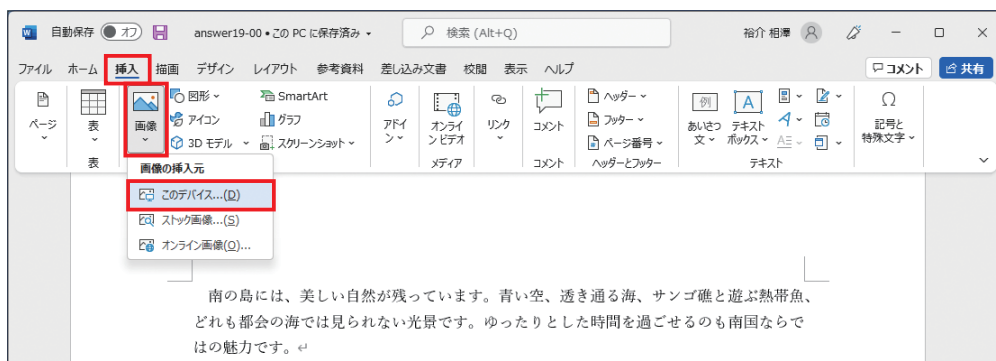 自動保存 オフ answer19-00 • この PC に保存済み 検索 (Alt+Q) 裕介 相澤
ファイル ホーム 挿入 描画 デザイン レイアウト 参考資料 差し込み文書 校閲 表示 ヘルプ コメント 共有
ページ
表
表
画像
図形
アイコン
3D モデル
SmartArt
グラフ
スクリーンショット
アドイン
オンラインビデオ
メディア
リンク
コメント
コメント
ヘッダー
フッター
ページ番号
ヘッダーとフッター
あいさつ文
テキストボックス
テキスト
記号と特殊文字
画像の挿入元
このデバイス...(D)
ストック画像...(S)
オンライン画像(O)...
南の島には、美しい自然が残っています。青い空、透き通る海、サンゴ礁と遊ぶ熱帯魚、
どれも都会の海では見られない光景です。ゆったりとした時間を過ごせるのも南国ならで
はの魅力です。